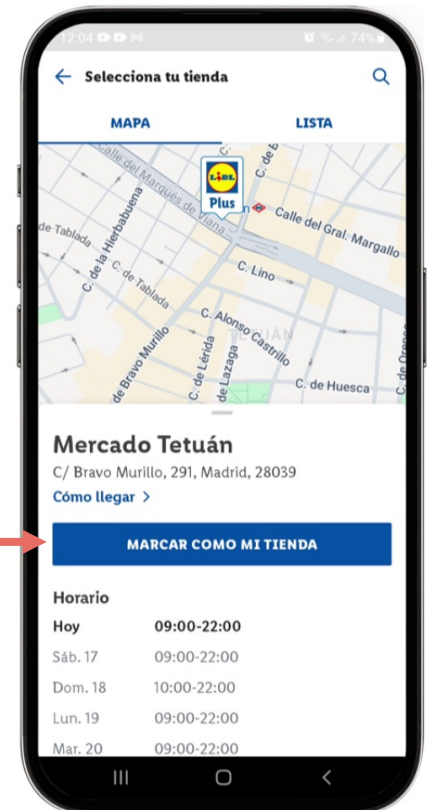 12:04
74%
Selecciona tu tienda
MAPA LISTA
Calle del Marqués de Viana
C. de la Hierbabuena
de Tablada
C. de Tablada
LIDL
Plus
Calle del Gral. Margallo
C. Lino
C. Alonso Castrillo
TETUÁN
de Bravo Murillo
C. de Lérida
de Lazaga
C. de Huesca
C. de Orense
Mercado Tetuán
C/ Bravo Murillo, 291, Madrid, 28039
Cómo llegar >
MARCAR COMO MI TIENDA
Horario
Hoy 09:00-22:00
Sáb. 17 09:00-22:00
Dom. 18 10:00-22:00
Lun. 19 09:00-22:00
Mar. 20 09:00-22:00